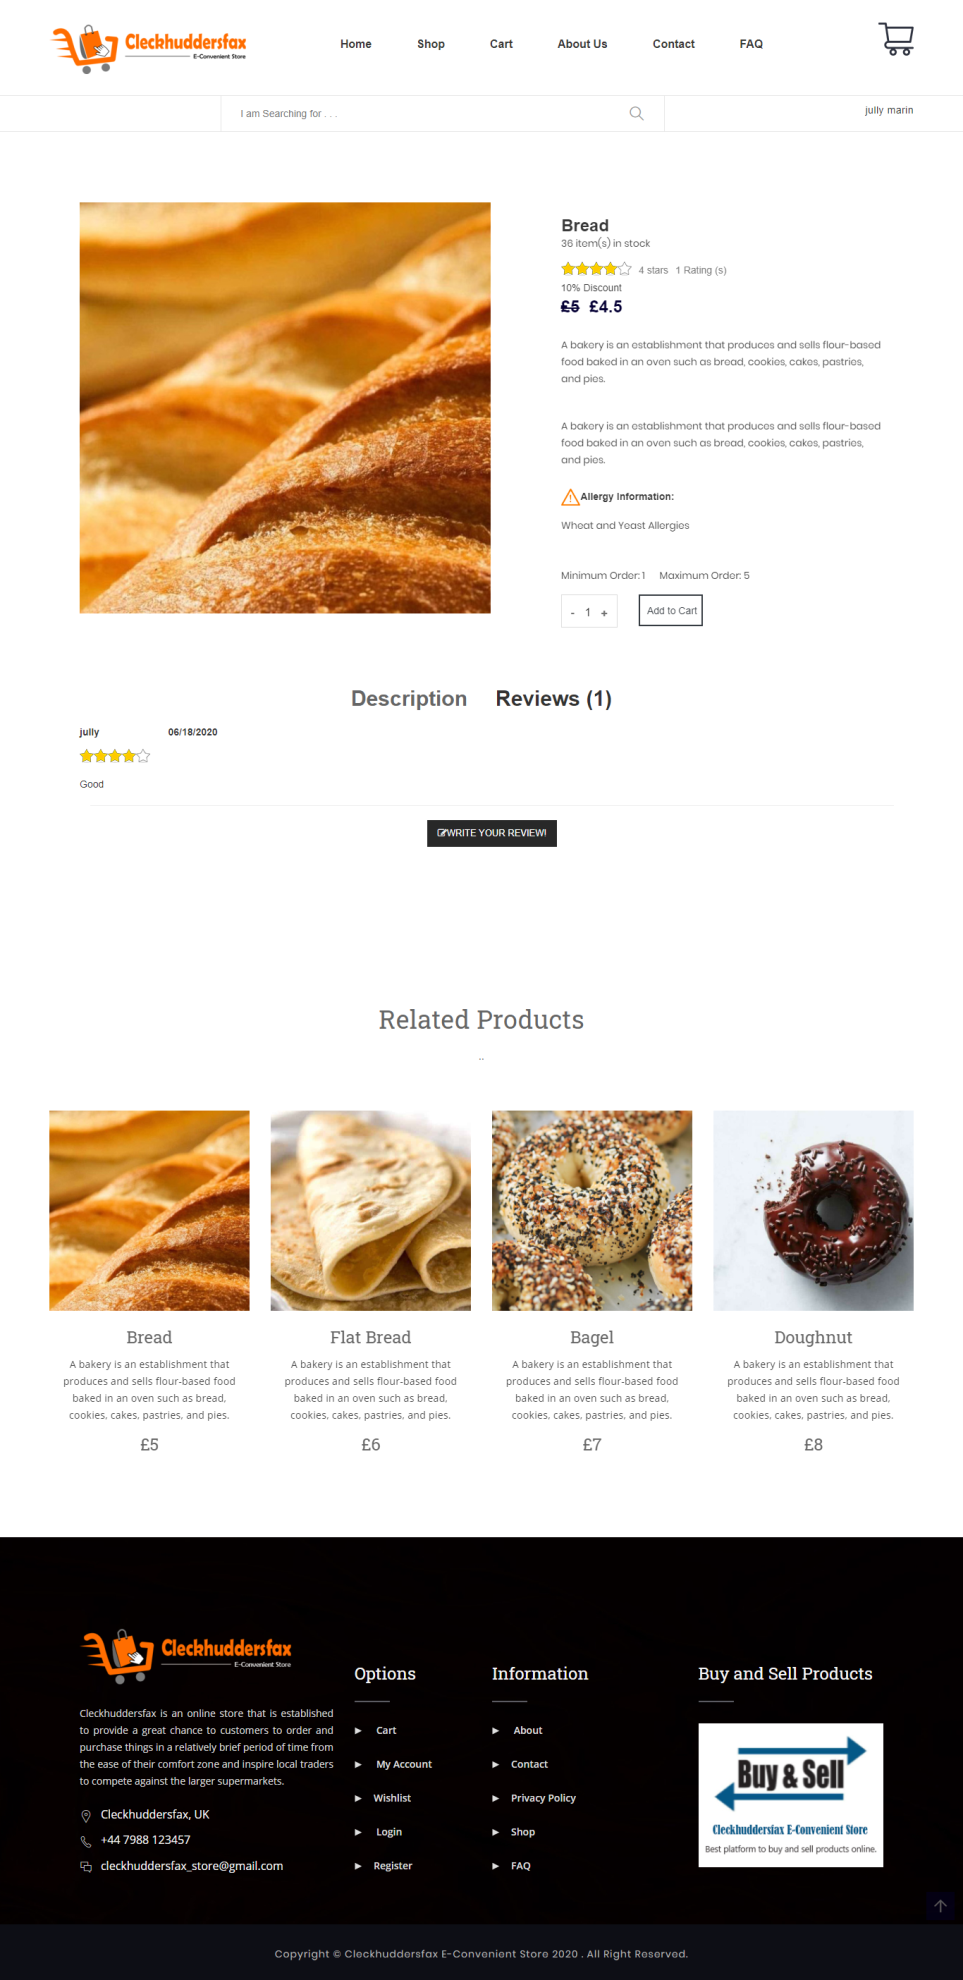 Cleckhuddersfax
E-Convenient Store
Home Shop Cart About Us Contact FAQ
I am Searching for . . .
jully marin
Bread
36 item(s) in stock
4 stars 1 Rating (s)
10% Discount
£5 £4.5
A bakery is an establishment that produces and sells flour-based
food baked in an oven such as bread, cookies, cakes, pastries,
and pies.
A bakery is an establishment that produces and sells flour-based
food baked in an oven such as bread, cookies, cakes, pastries,
and pies.
Allergy Information:
Wheat and Yeast Allergies
Minimum Order: 1 Maximum Order: 5
- 1 + Add to Cart
Description Reviews (1)
jully 06/18/2020
Good
WRITE YOUR REVIEW!
Related Products
..
Bread
A bakery is an establishment that
produces and sells flour-based food
baked in an oven such as bread,
cookies, cakes, pastries, and pies.
£5
Flat Bread
A bakery is an establishment that
produces and sells flour-based food
baked in an oven such as bread,
cookies, cakes, pastries, and pies.
£6
Bagel
A bakery is an establishment that
produces and sells flour-based food
baked in an oven such as bread,
cookies, cakes, pastries, and pies.
£7
Doughnut
A bakery is an establishment that
produces and sells flour-based food
baked in an oven such as bread,
cookies, cakes, pastries, and pies.
£8
Cleckhuddersfax
E-Convenient Store
Cleckhuddersfax is an online store that is established
to provide a great chance to customers to order and
purchase things in a relatively brief period of time from
the ease of their comfort zone and inspire local traders
to compete against the larger supermarkets.
Cleckhuddersfax, UK
+44 7988 123457
cleckhuddersfax_store@gmail.com
Options
Cart
My Account
Wishlist
Login
Register
Information
About
Contact
Privacy Policy
Shop
FAQ
Buy and Sell Products
Buy & Sell
Cleckhuddersfax E-Convenient Store
Best platform to buy and sell products online.
Copyright © Cleckhuddersfax E-Convenient Store 2020 . All Right Reserved.